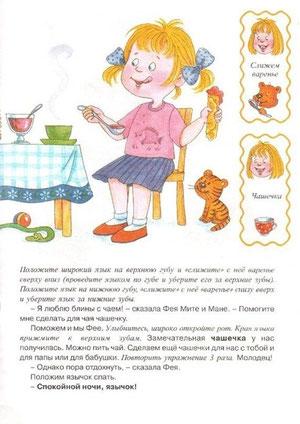 Слижем
варенье
Чашечка
Положите широкий язык на верхнюю губу и «слижите» с неё варенье
сверху вниз (проведите языком по губе и уберите его за верхние зубы).
Положите язык на нижнюю губу, «слижите» с неё «варенье» снизу вверх
и уберите язык за нижние зубы.
– Я люблю блины с чаем! – сказала Фея Мите и Мане. – Помогите
мне сделать для чая чашечку.
Поможем и мы Фее. Улыбнитесь, широко откройте рот. Края языка
прижмите к верхним зубам. Замечательная чашечка у
нас получилась. Можно пить чай. Сделаем ещё чашечки для нас с тобой и
для папы или для бабушки. Повторить упражнение 3 раза. Молодец!
– Однако пора отдохнуть, – сказала Фея.
Положим язычок спать.
– Спокойной ночи, язычок!